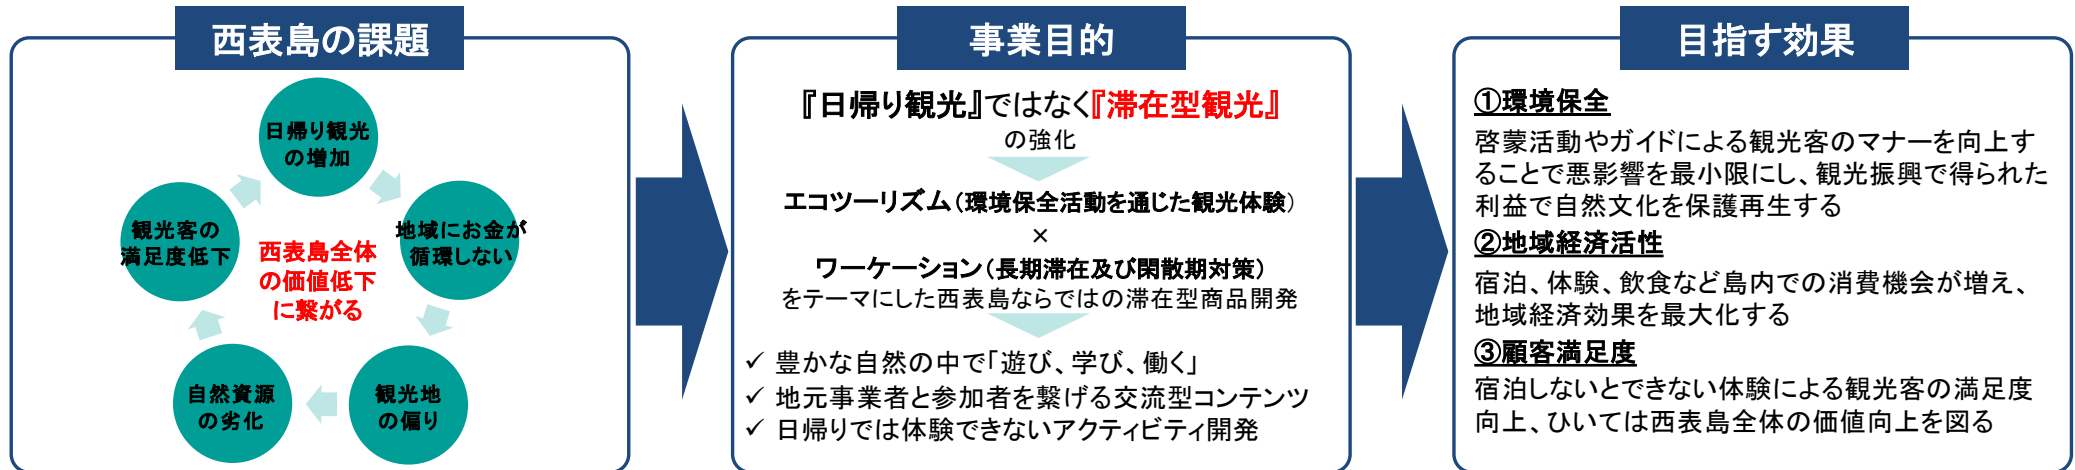 西表島の課題
日帰り観光
の増加
地域にお金が
循環しない
観光地
の偏り
自然資源
の劣化
観光客の
満足度低下
西表島全体
の価値低下
に繋がる
事業目的
『日帰り観光』ではなく『滞在型観光』
の強化
エコツーリズム（環境保全活動を通じた観光体験）
×
ワーケーション（長期滞在及び閑散期対策）
をテーマにした西表島ならではの滞在型商品開発
✓ 豊かな自然の中で「遊び、学び、働く」
✓ 地元事業者と参加者を繋げる交流型コンテンツ
✓ 日帰りでは体験できないアクティビティ開発
目指す効果
①環境保全
啓蒙活動やガイドによる観光客のマナーを向上す
ることで悪影響を最小限にし、観光振興で得られた
利益で自然文化を保護再生する
②地域経済活性
宿泊、体験、飲食など島内での消費機会が増え、
地域経済効果を最大化する
③顧客満足度
宿泊しないとできない体験による観光客の満足度
向上、ひいては西表島全体の価値向上を図る